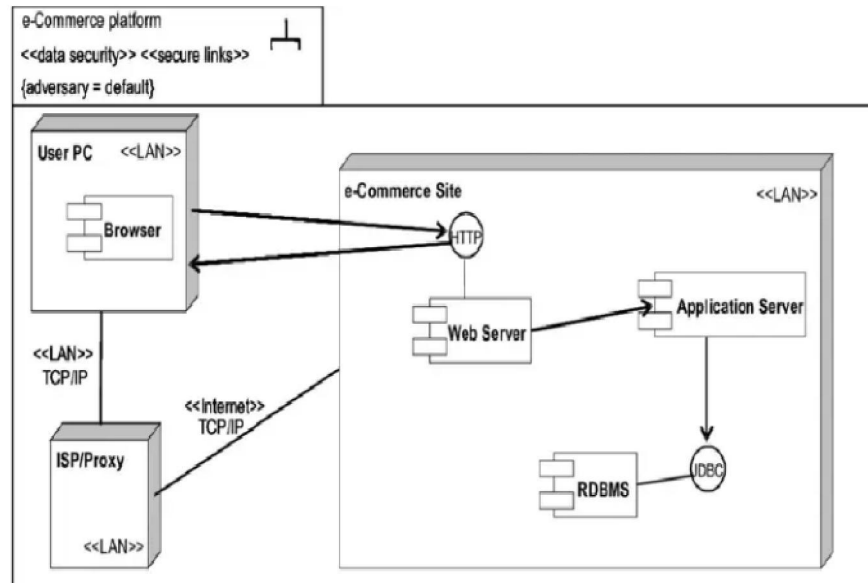 e-Commerce platform
<<data security>> <<secure links>>
{adversary = default}
User PC <<LAN>>
Browser
e-Commerce Site
<<LAN>>
HTTP
Web Server
Application Server
<<LAN>>
TCP/IP
<<Internet>>
TCP/IP
ISP/Proxy
<<LAN>>
RDBMS
JDBC